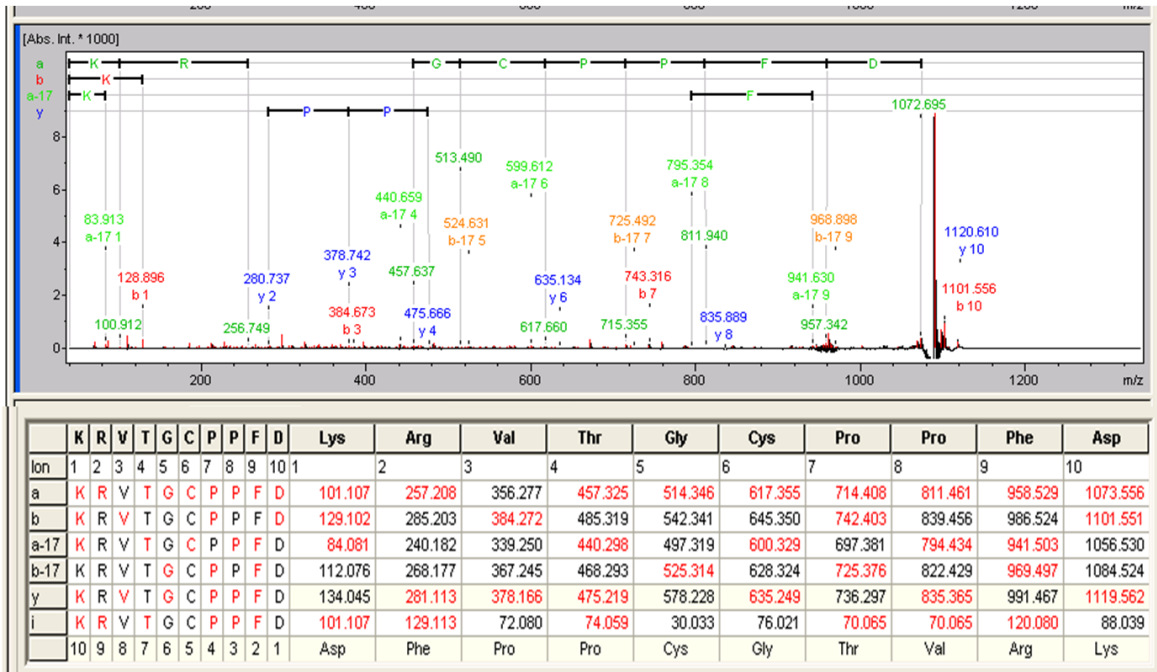 200 400 600 800 1000 1200 m/z
[Abs. Int. * 1000]
a K R G C P P F D
b K
a-17 K F
y P P
1072.695
8
513.490
599.612
a-17 6
795.354
a-17 8
6
440.659
a-17 4
83.913
a-17 1
524.631
b-17 5
725.492
b-17 7
968.898
b-17 9
811.940
1120.610
y 10
4
378.742
y 3
457.637
128.896
b 1
280.737
y 2
635.134
y 6
743.316
b 7
941.630
a-17 9
1101.556
b 10
2
384.673
b 3
475.666
y 4
835.889
y 8
100.912 256.749 617.660 715.355 957.342
0
200 400 600 800 1000 1200 m/z
K R V T G C P P F D Lys Arg Val Thr Gly Cys Pro Pro Phe Asp
Ion 1 2 3 4 5 6 7 8 9 10 1 2 3 4 5 6 7 8 9 10
a K R V T G C P P F D 101.107 257.208 356.277 457.325 514.346 617.355 714.408 811.461 958.529 1073.556
b K R V T G C P P F D 129.102 285.203 384.272 485.319 542.341 645.350 742.403 839.456 986.524 1101.551
a-17 K R V T G C P P F D 84.081 240.182 339.250 440.298 497.319 600.329 697.381 794.434 941.503 1056.530
b-17 K R V T G C P P F D 112.076 268.177 367.245 468.293 525.314 628.324 725.376 822.429 969.497 1084.524
y K R V T G C P P F D 134.045 281.113 378.166 475.219 578.228 635.249 736.297 835.365 991.467 1119.562
i K R V T G C P P F D 101.107 129.113 72.080 74.059 30.033 76.021 70.065 70.065 120.080 88.039
10 9 8 7 6 5 4 3 2 1 Asp Phe Pro Pro Cys Gly Thr Val Arg Lys